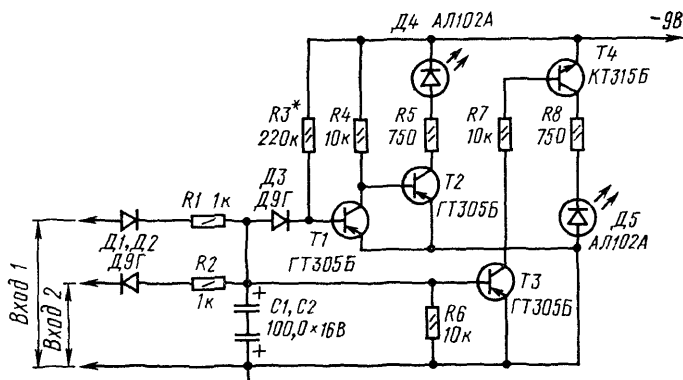 Д4 АЛ102А
-9В
Т4
КТ315Б
R3*
220к
R4
10к
R5
750
R7
10к
R8
750
Д3
Д9Г
R1 1к
Т2
ГТ305Б
Т1
ГТ305Б
Д5
АЛ102А
Д1, Д2
Д9Г
R2
1к
Т3
ГТ305Б
Вход 1
Вход 2
+
С1, С2
100,0×16В
+
R6
10к